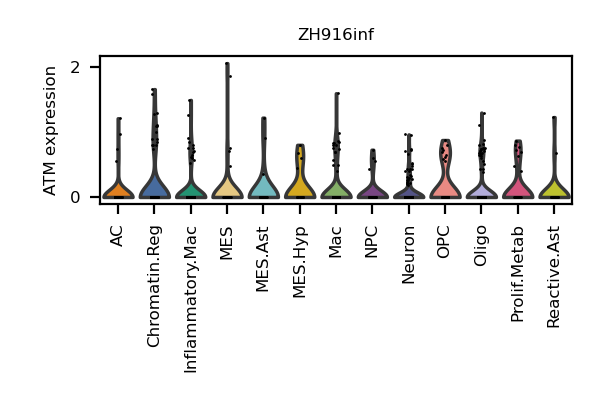 ZH916inf
ATM expression
2
0
AC
Chromatin.Reg
Inflammatory.Mac
MES
MES.Ast
MES.Hyp
Mac
NPC
Neuron
OPC
Oligo
Prolif.Metab
Reactive.Ast